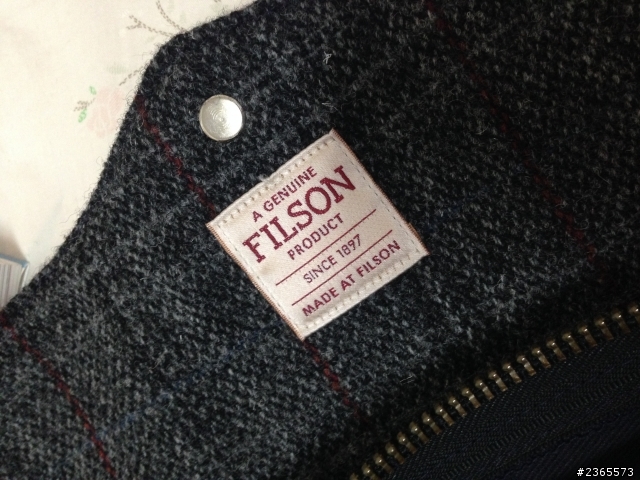 A GENUINE
FILSON
PRODUCT
SINCE 1897
MADE AT FILSON
#2365573